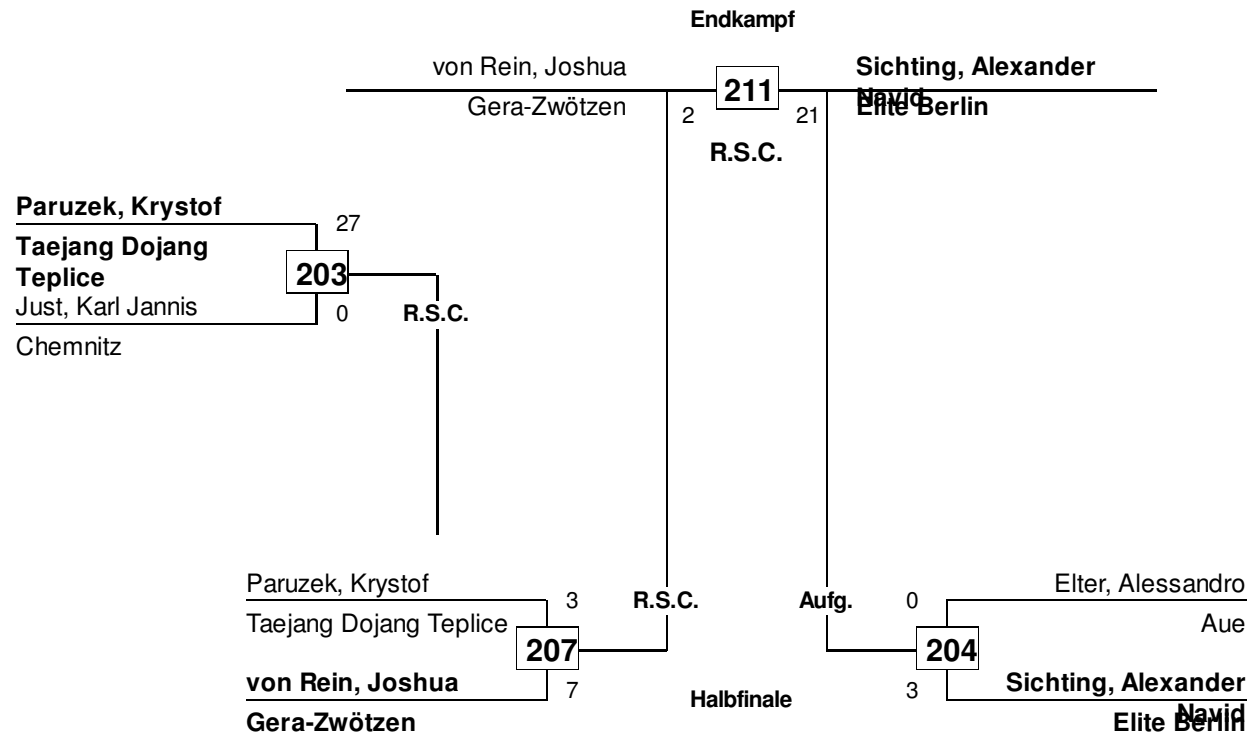 Endkampf
von Rein, Joshua
Gera-Zwötzen
2
211
21
R.S.C.
Sichting, Alexander
Navid
Elite Berlin
Paruzek, Krystof
27
Taejang Dojang
Teplice
203
Just, Karl Jannis
0
R.S.C.
Chemnitz
Paruzek, Krystof
3
R.S.C.
Taejang Dojang Teplice
207
von Rein, Joshua
7
Gera-Zwötzen
Halbfinale
Aufg.
0
Elter, Alessandro
Aue
204
3
Sichting, Alexander
Navid
Elite Berlin